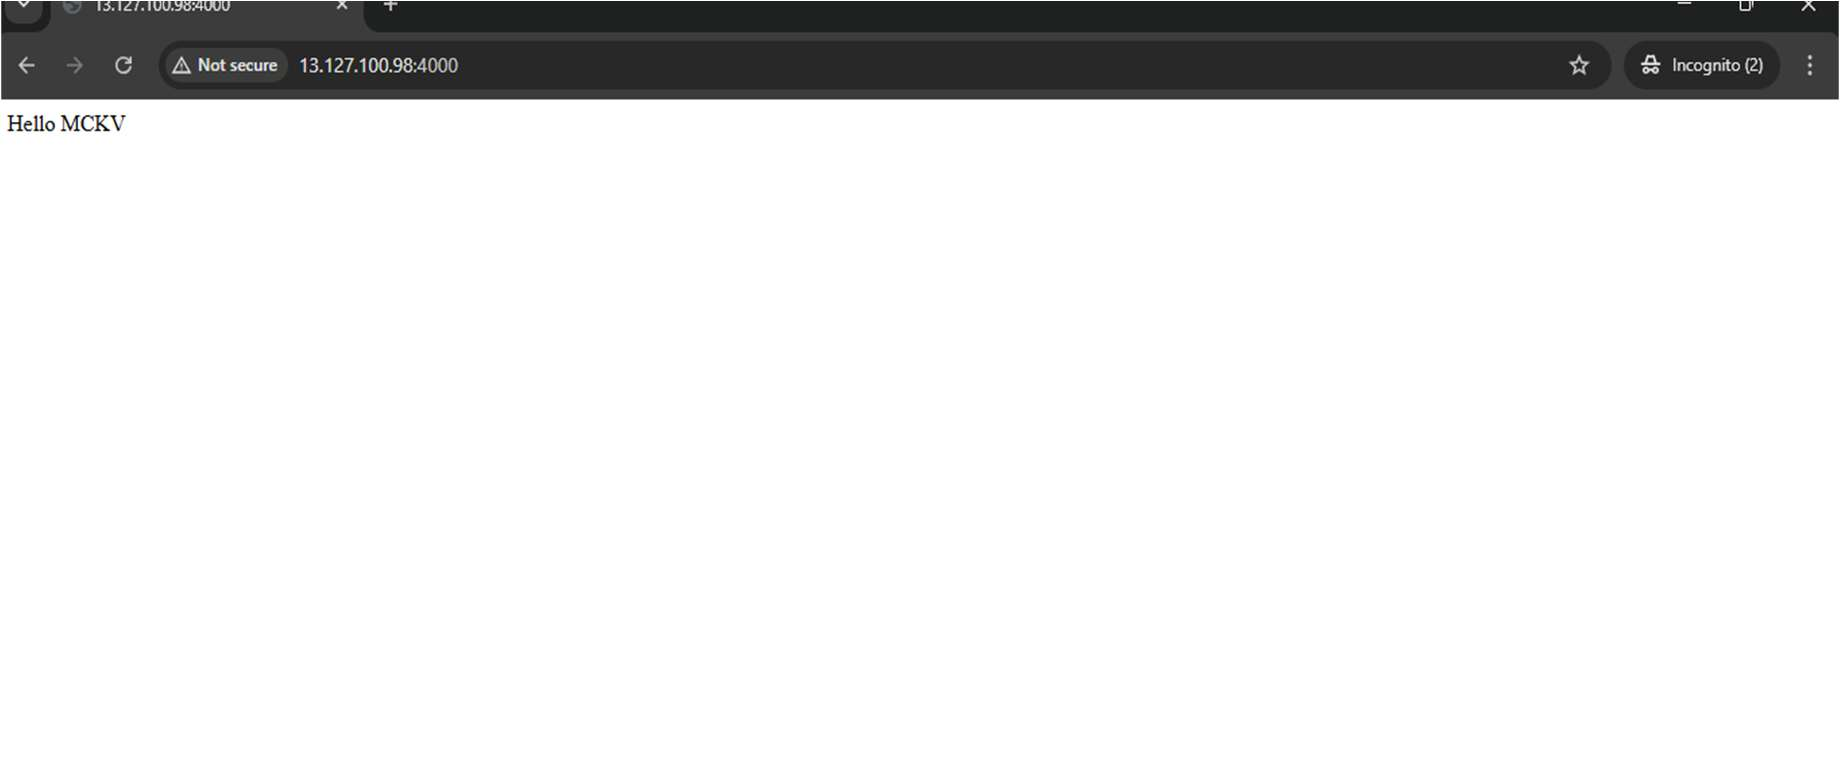 13.127.100.98:4000
Not secure 13.127.100.98:4000 Incognito (2)
Hello MCKV